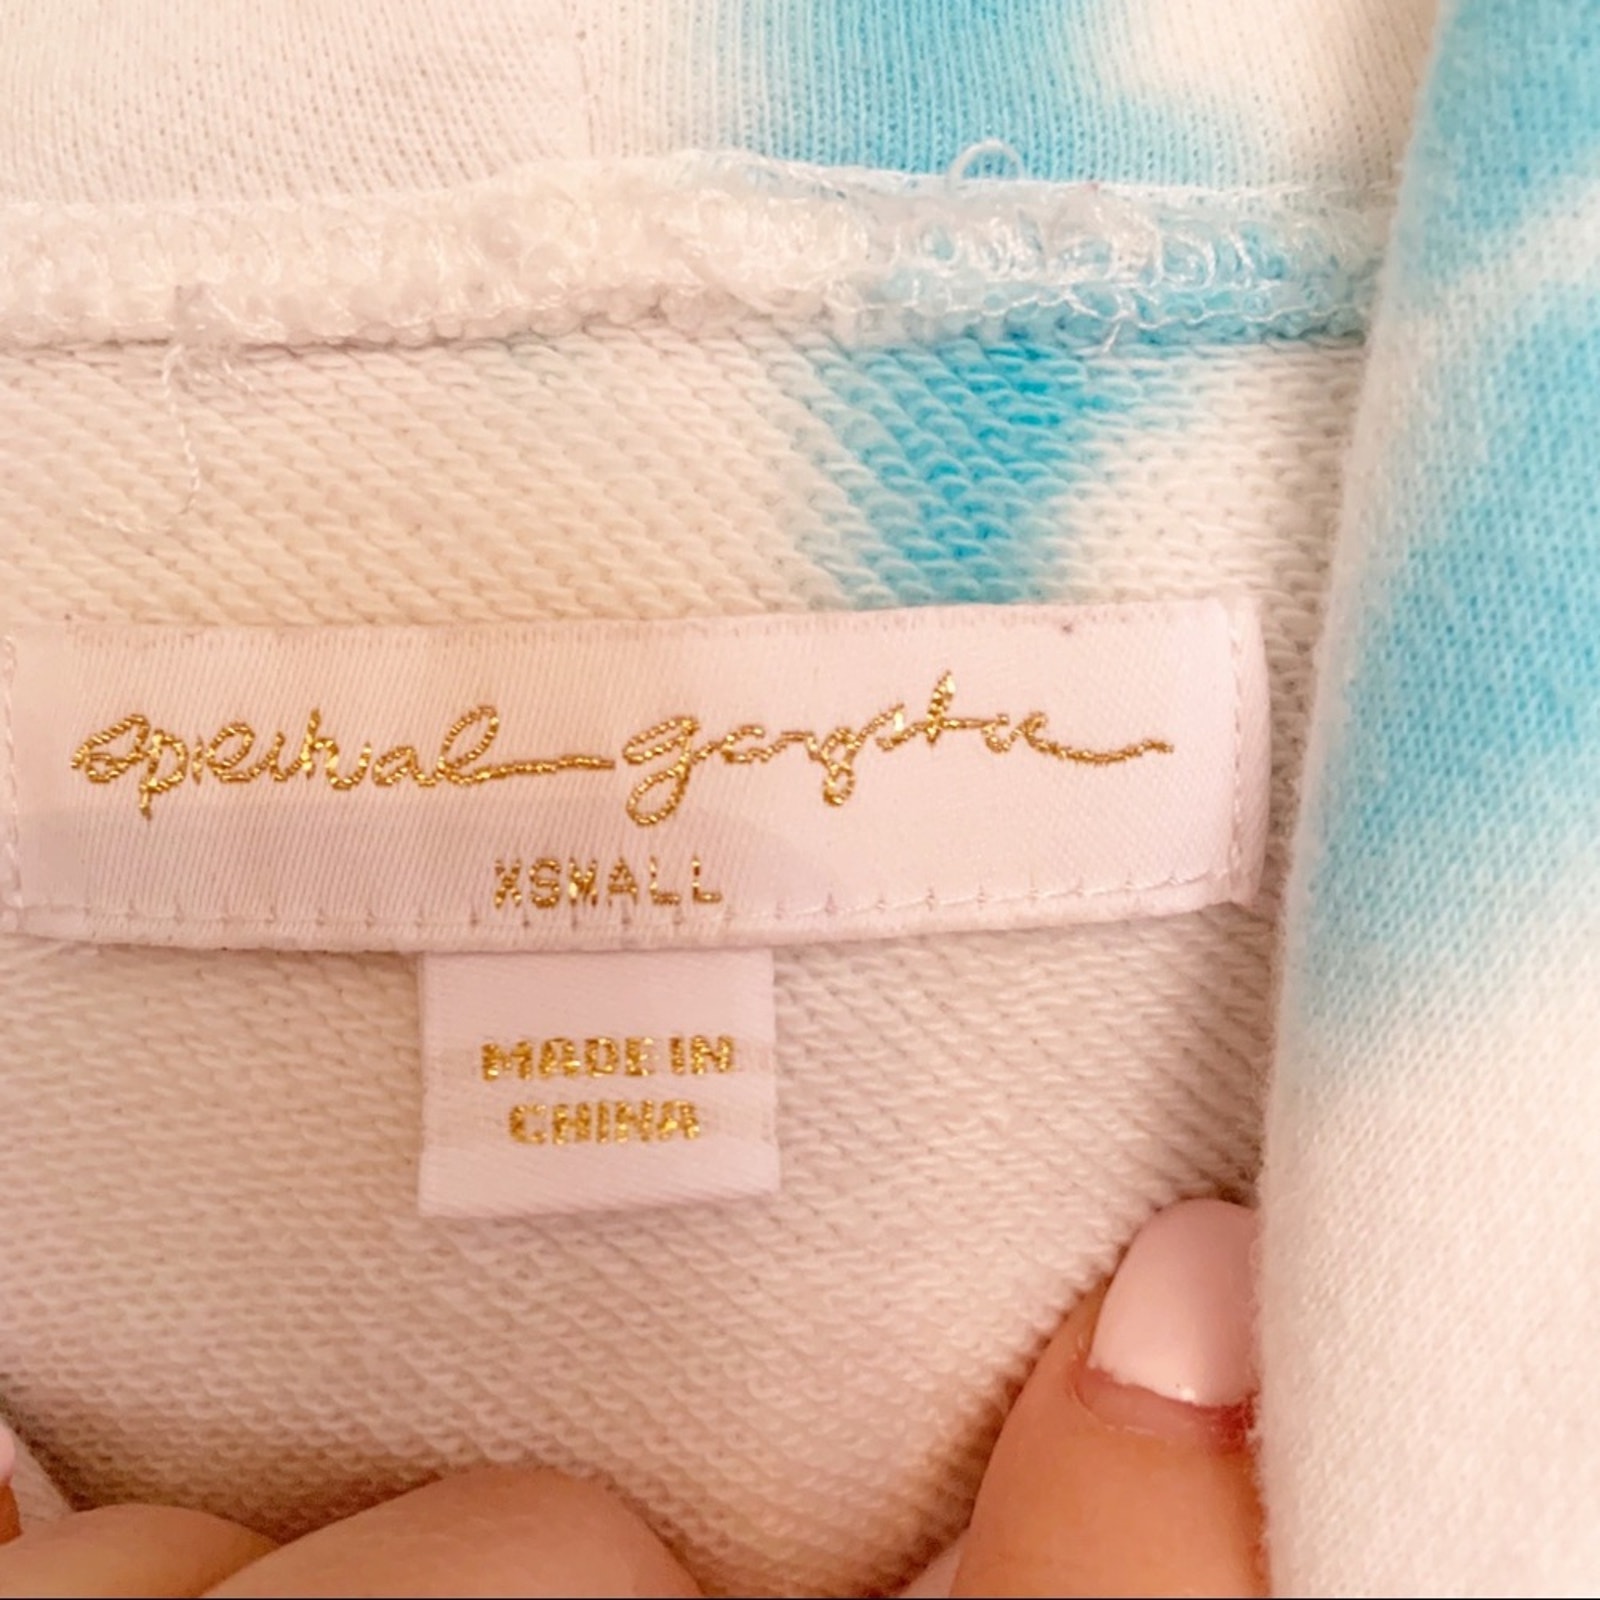 spiritual gangster
XSMALL
MADE IN
CHINA